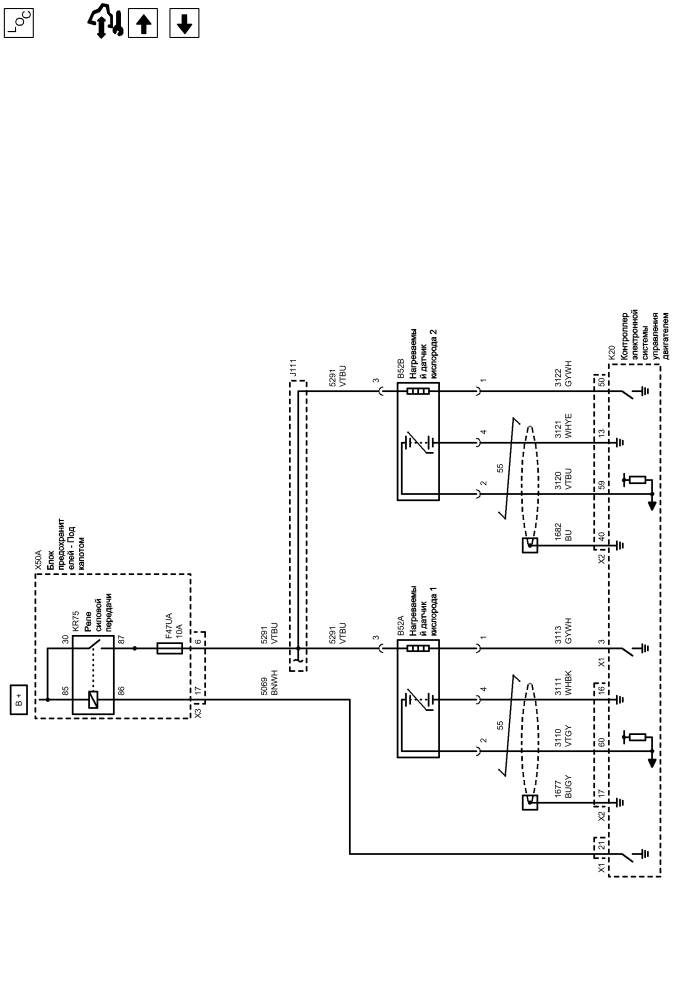 LOC
B +
X50A
Блок
предохранит
елей - Под
капотом
KR75
Реле
силовой
передачи
30
87
85
86
F47UA
10A
6
17
X3
J111
5291
VTBU
5291
VTBU
5291
VTBU
5069
BNWH
3
B52B
Нагреваемы
й датчик
кислорода 2
1
4
2
55
3122
GYWH
3121
WHYE
3120
VTBU
1682
BU
50
13
59
40
X2
K20
Контроллер
электронной
системы
управления
двигателем
3
B52A
Нагреваемы
й датчик
кислорода 1
1
4
2
55
3113
GYWH
3111
WHBK
3110
VTGY
1677
BUGY
3
X1
16
60
17
X2
21
X1